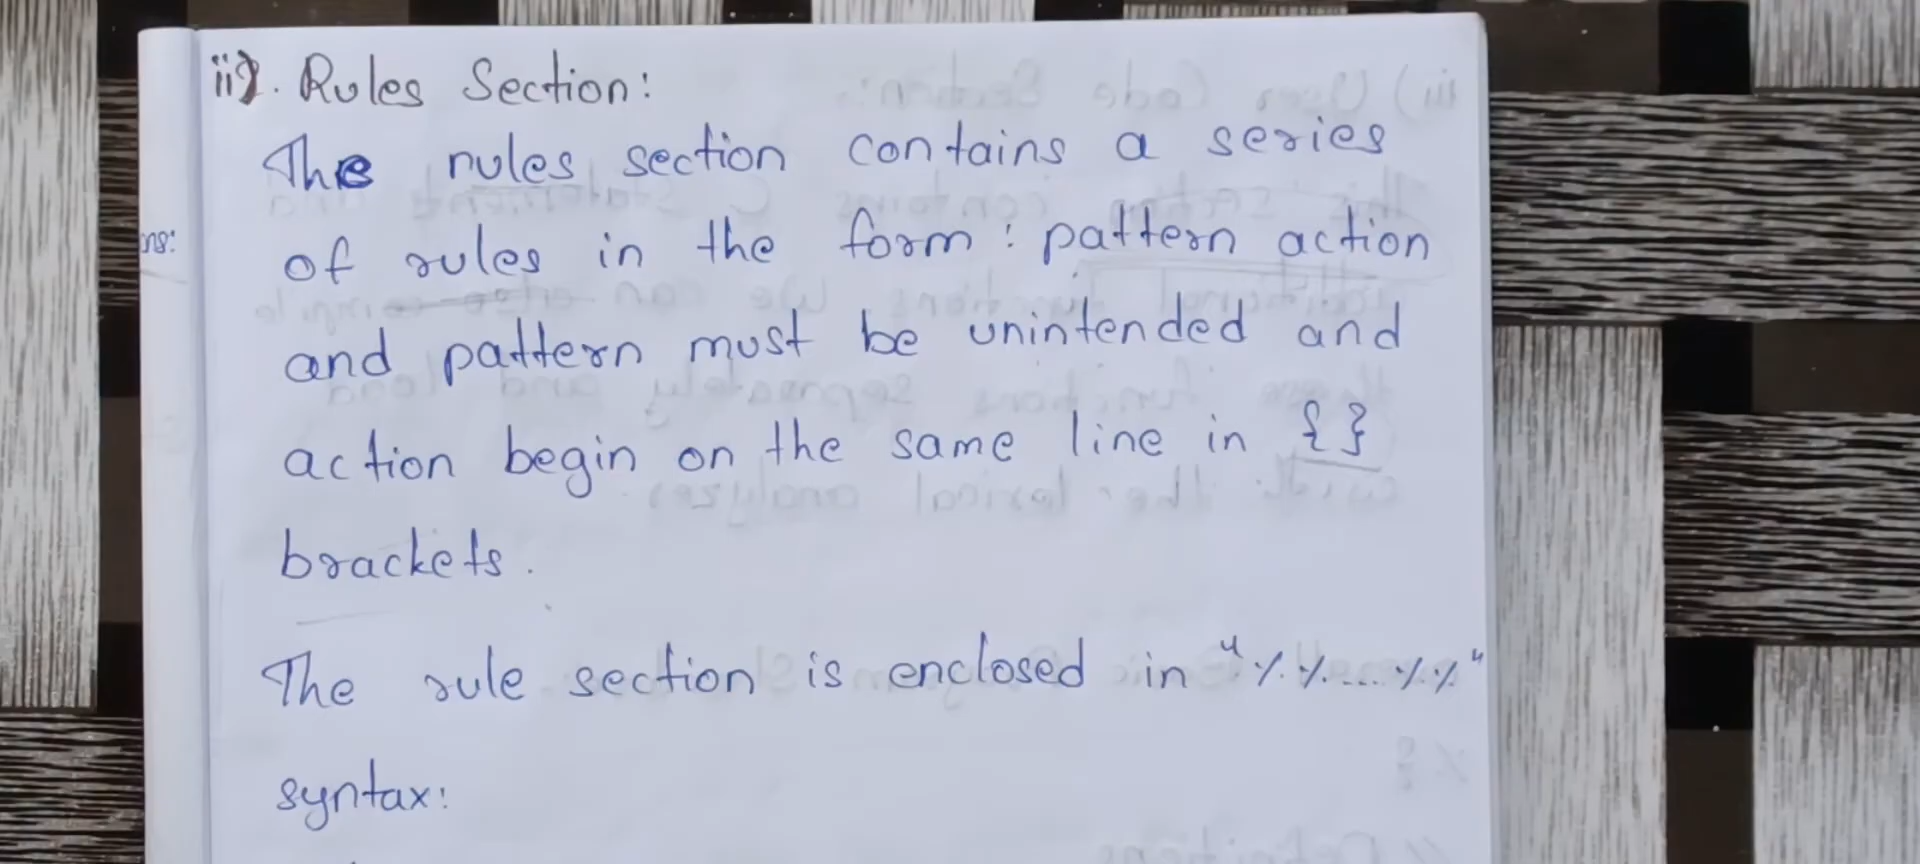 ii). Rules Section:
The rules section contains a series
of rules in the form : pattern action
and pattern must be unintended and
action begin on the same line in { }
brackets.
The rule section is enclosed in "%%....%%"
syntax: